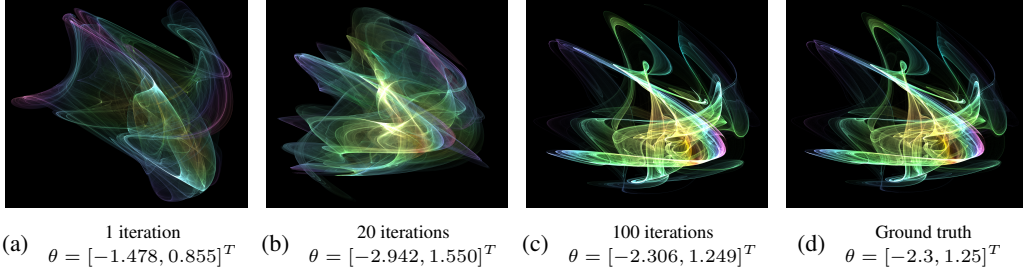 (a) 1 iteration
θ = [−1.478, 0.855]^T
(b) 20 iterations
θ = [−2.942, 1.550]^T
(c) 100 iterations
θ = [−2.306, 1.249]^T
(d) Ground truth
θ = [−2.3, 1.25]^T